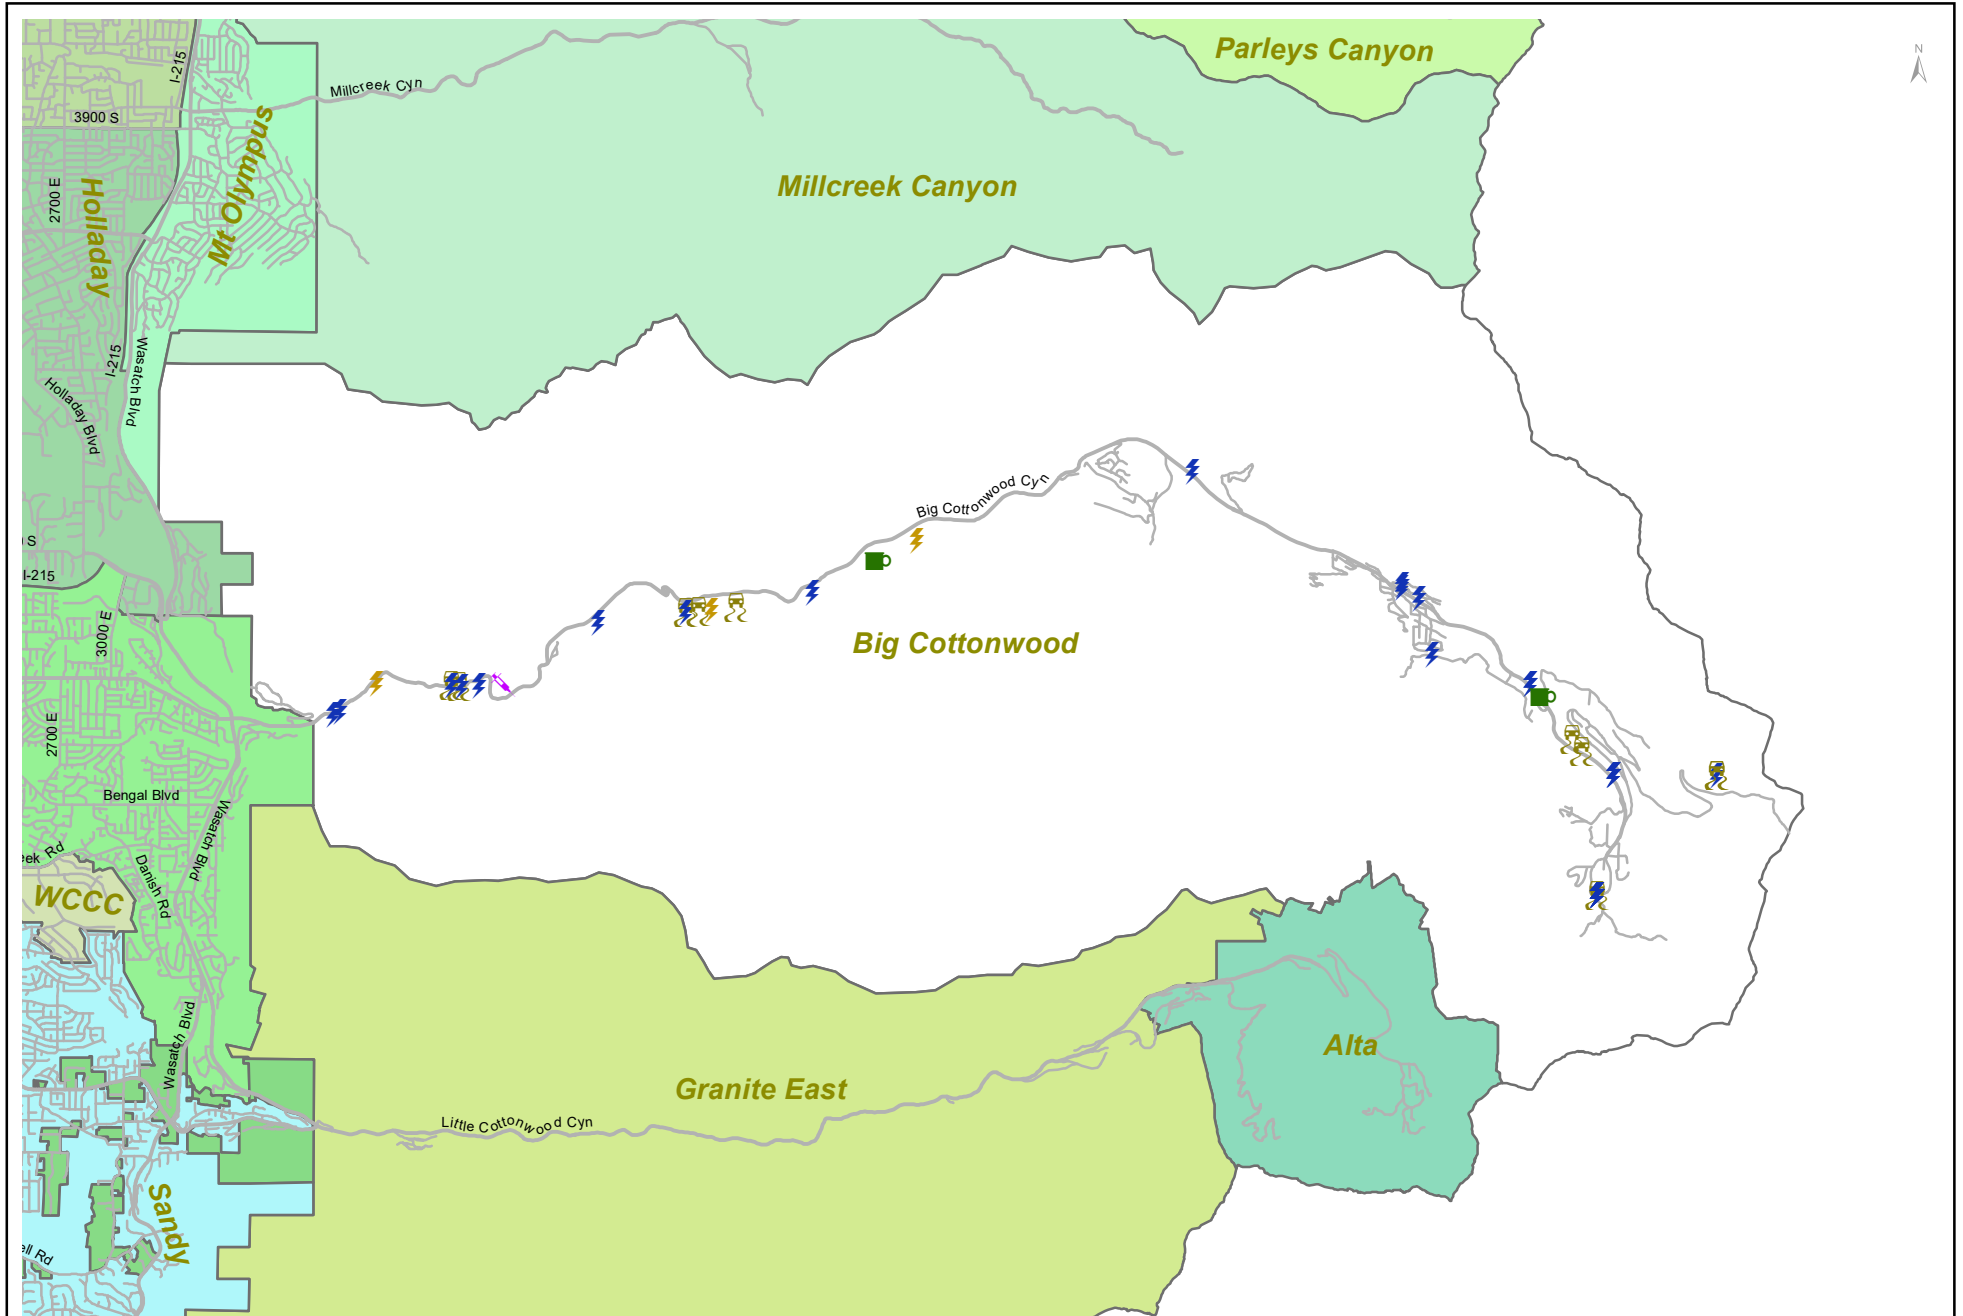 Parleys Canyon
N
I-215
Millcreek Cyn
3900 S
Mt Olympus
Holladay
2700 E
Millcreek Canyon
I-215
Wasatch Blvd
Holladay Blvd
Big Cottonwood Cyn
S
I-215
3000 E
Big Cottonwood
2700 E
Bengal Blvd
Wasatch Blvd
eek Rd
Danish Rd
WCCC
Wasatch Blvd
Alta
Granite East
Little Cottonwood Cyn
Sandy
ell Rd